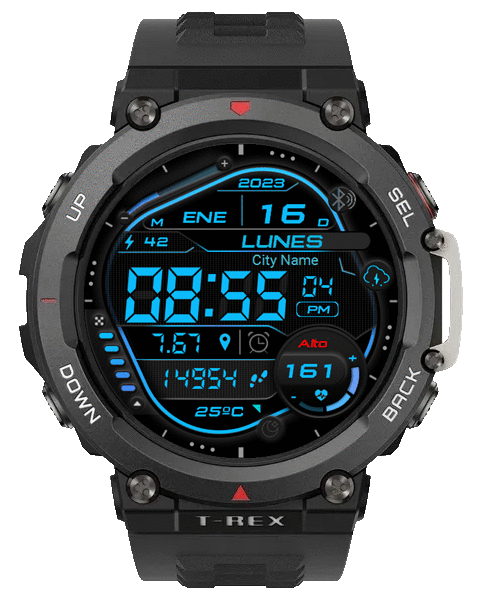 UP
SEL
2023
M ENE 16 D
42 LUNES
City Name
08:55 04
PM
7.67
Alto
161
14954
25ºC
DOWN
BACK
T-REX